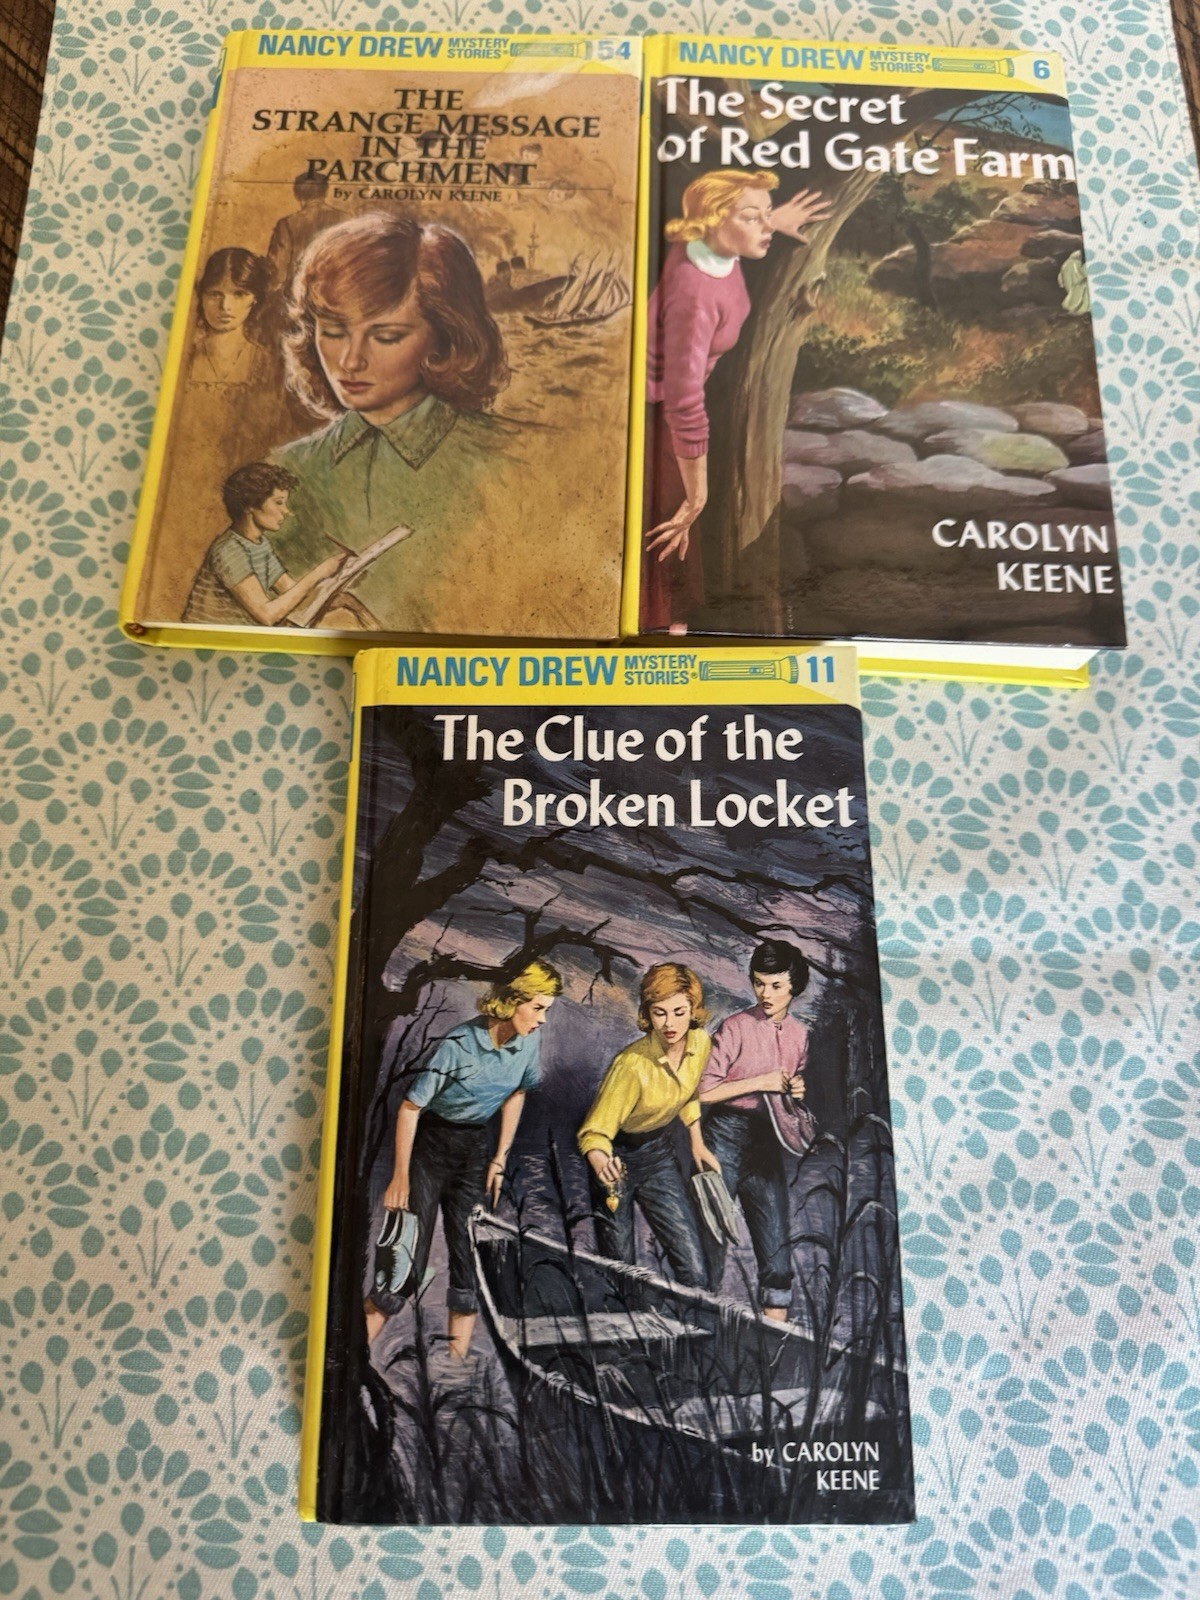 NANCY DREW MYSTERY STORIES® 54
THE
STRANGE MESSAGE
IN THE
PARCHMENT
by CAROLYN KEENE
NANCY DREW MYSTERY STORIES® 6
The Secret
of Red Gate Farm
CAROLYN
KEENE
NANCY DREW MYSTERY STORIES® 11
The Clue of the
Broken Locket
by CAROLYN
KEENE